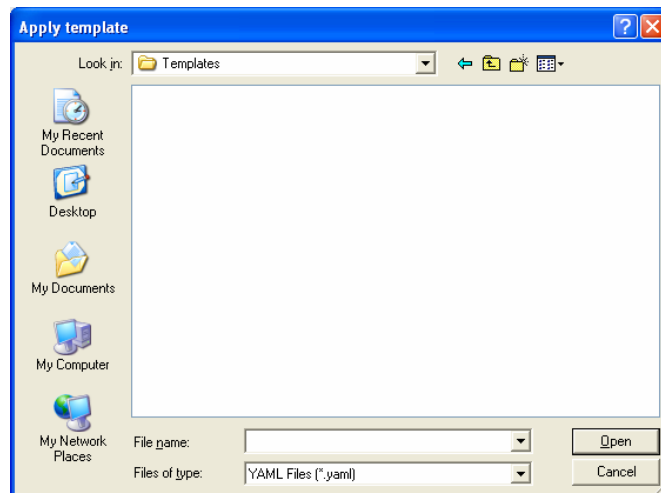 Apply template
Look in: Templates
My Recent
Documents
Desktop
My Documents
My Computer
My Network
Places
File name:
Open
Files of type: YAML Files (*.yaml)
Cancel